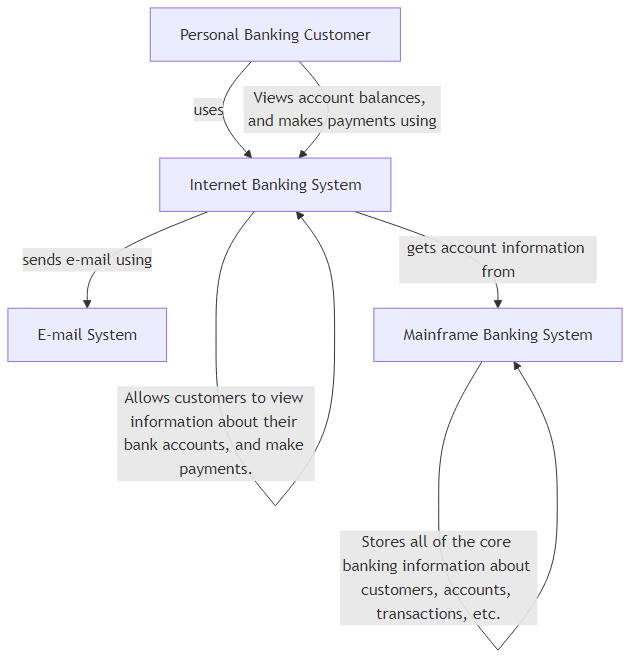 Personal Banking Customer
uses
Views account balances,
and makes payments using
Internet Banking System
sends e-mail using
gets account information
from
E-mail System
Mainframe Banking System
Allows customers to view
information about their
bank accounts, and make
payments.
Stores all of the core
banking information about
customers, accounts,
transactions, etc.